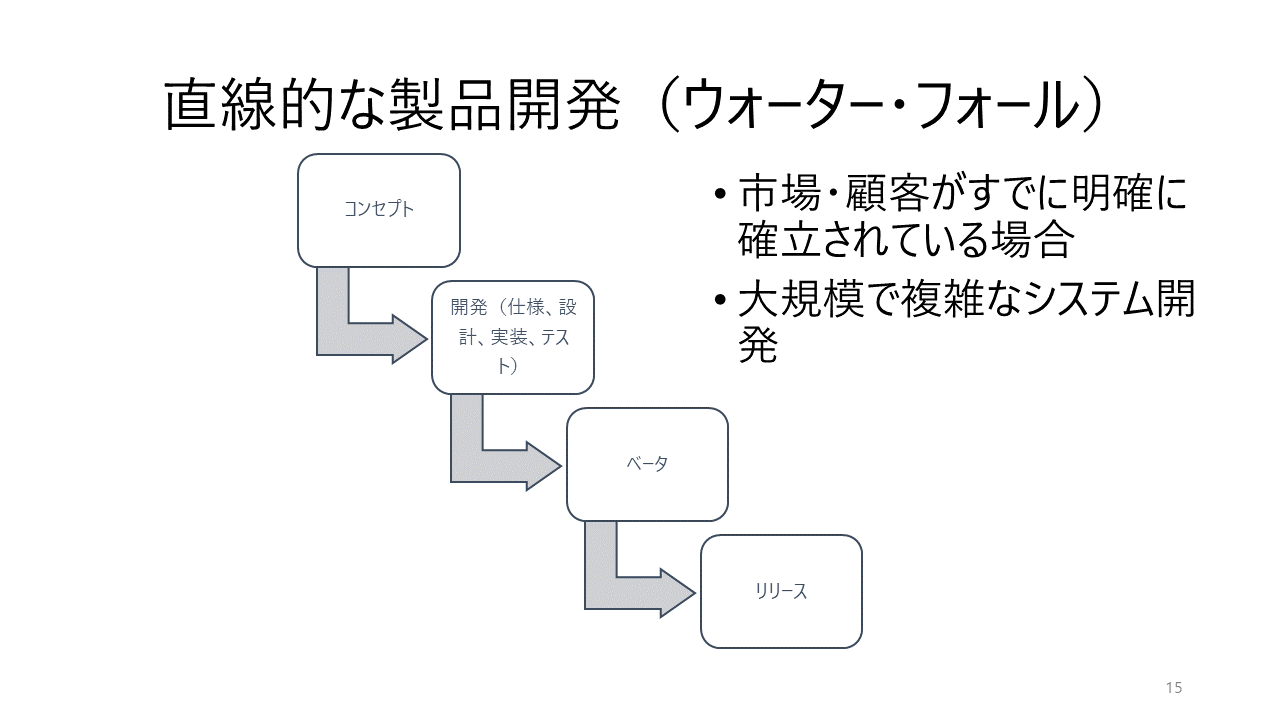 直線的な製品開発（ウォーター・フォール）
コンセプト
開発（仕様、設
計、実装、テス
ト）
ベータ
リリース
• 市場・顧客がすでに明確に
確立されている場合
• 大規模で複雑なシステム開
発
15